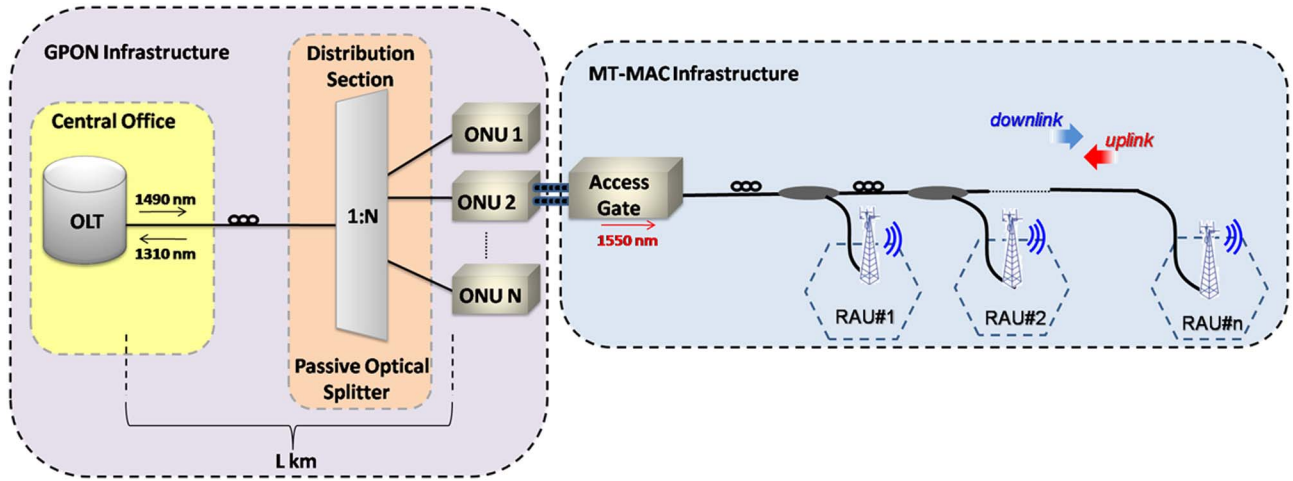 GPON Infrastructure
Central Office
OLT
1490 nm
1310 nm
Distribution
Section
1:N
Passive Optical
Splitter
ONU 1
ONU 2
ONU N
L km
MT-MAC Infrastructure
Access
Gate
1550 nm
downlink
uplink
RAU#1
RAU#2
RAU#n